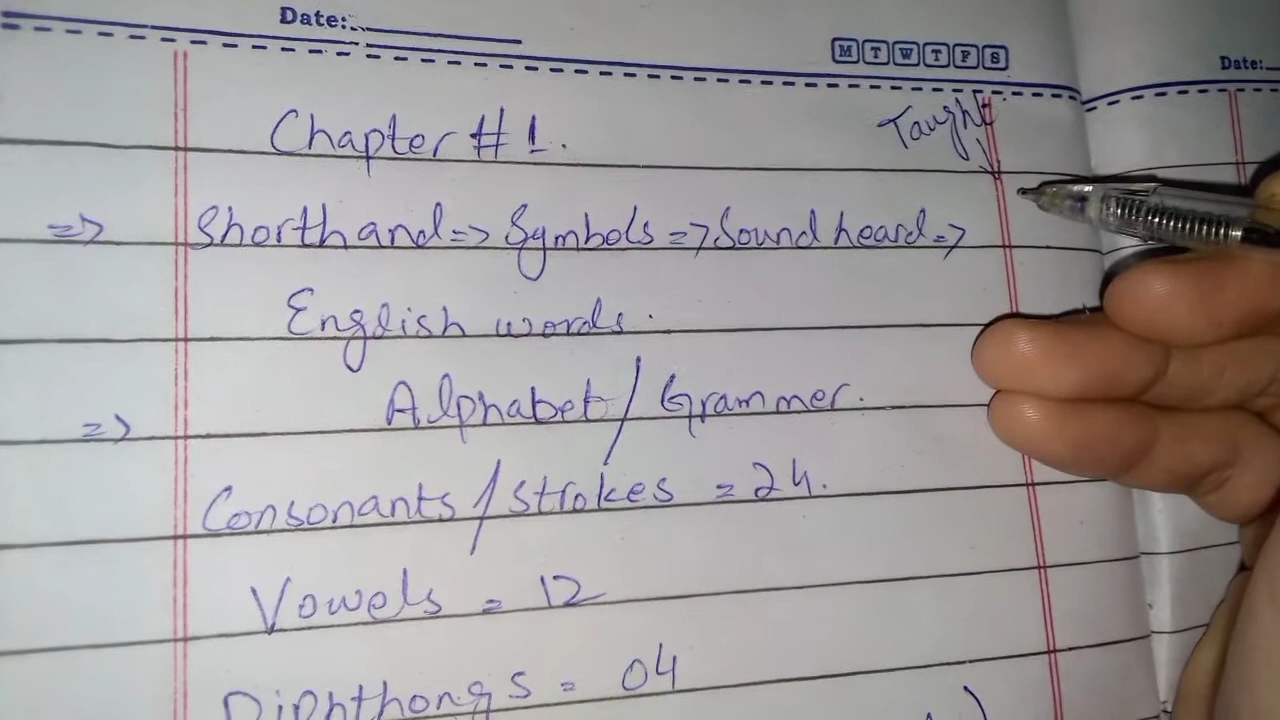 Date:
M T W T F S
Date:
Chapter # 1.
Taught
=> Shorthand => Symbols => Sound heard =>
English words.
=> Alphabet / Grammer.
Consonants / strokes = 24.
Vowels = 12
Diphthongs = 04